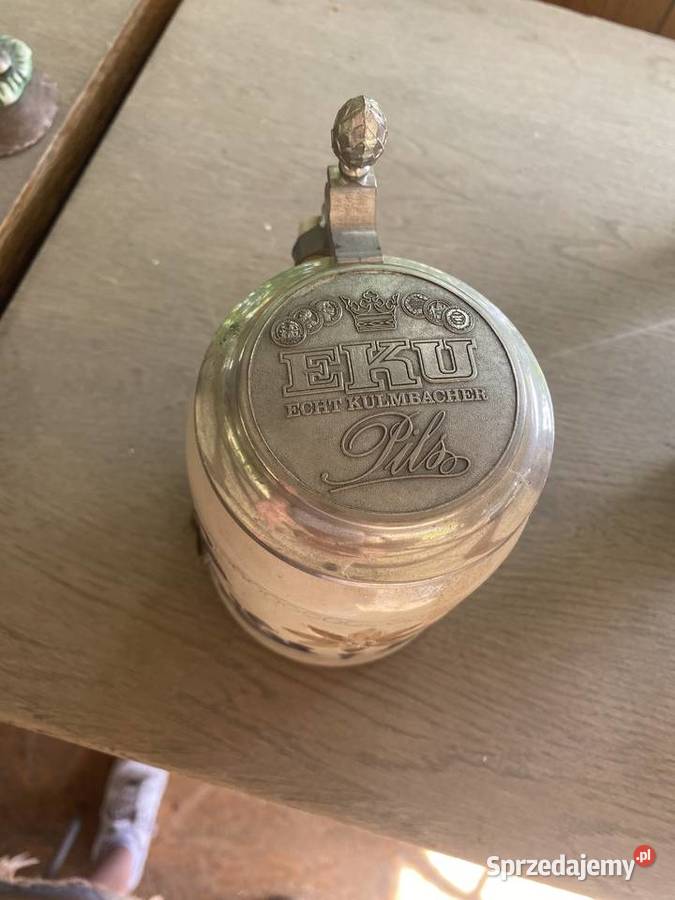 EKU
ECHT KULMBACHER
Pils
Sprzedajemy.pl